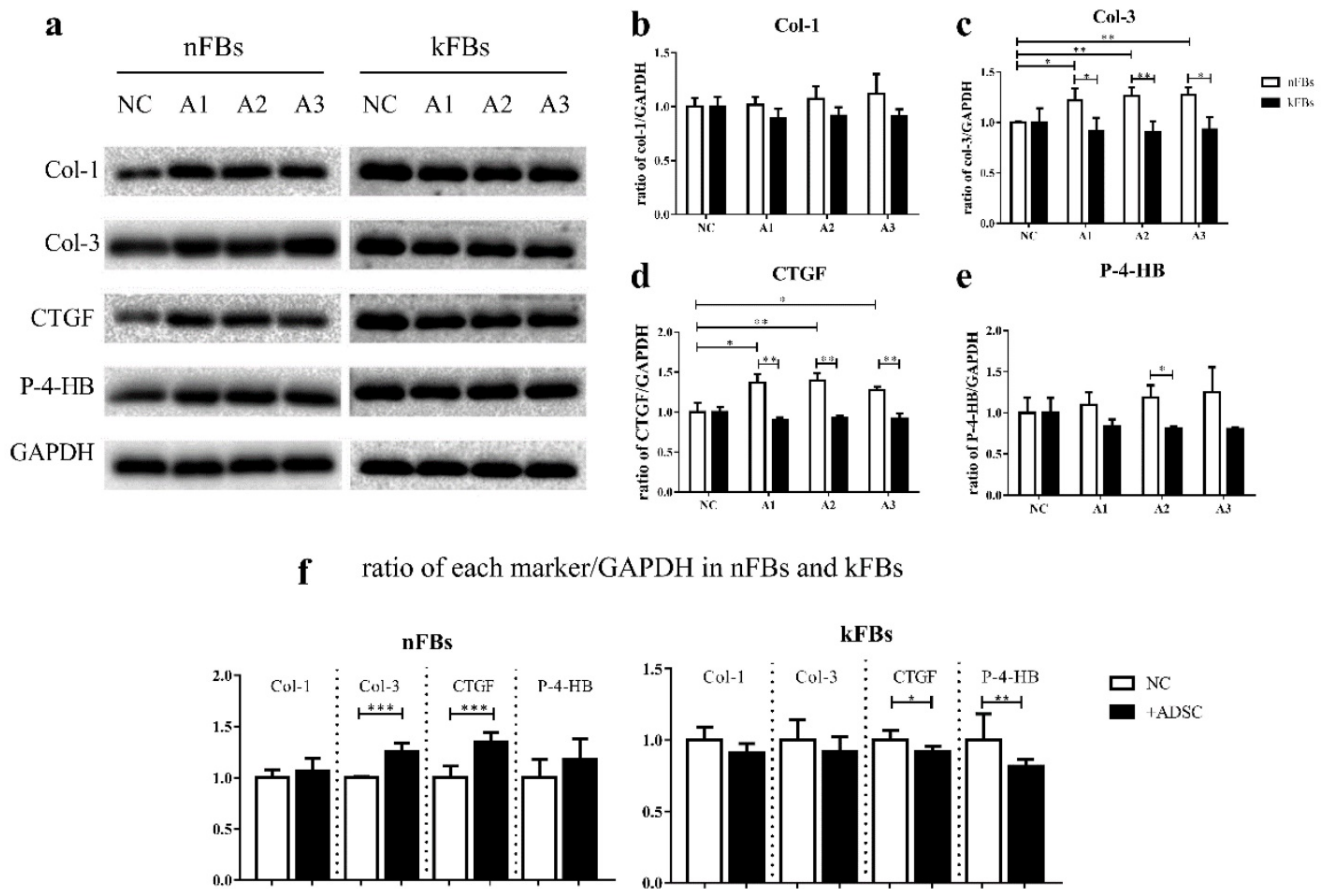 a
nFBs kFBs
NC A1 A2 A3 NC A1 A2 A3
Col-1
Col-3
CTGF
P-4-HB
GAPDH
b
Col-1
ratio of col-1/GAPDH
1.5
1.0
0.5
0.0
NC A1 A2 A3
c
Col-3
ratio of col-3/GAPDH
1.5
1.0
0.5
0.0
**
**
*
* ** *
NC A1 A2 A3
nFBs
kFBs
d
CTGF
ratio of CTGF/GAPDH
2.0
1.5
1.0
0.5
0.0
*
**
*
** ** **
NC A1 A2 A3
e
P-4-HB
ratio of P-4-HB/GAPDH
2.0
1.5
1.0
0.5
0.0
*
NC A1 A2 A3
f ratio of each marker/GAPDH in nFBs and kFBs
nFBs
2.0
1.5
1.0
0.5
0.0
Col-1 Col-3 CTGF P-4-HB
*** ***
kFBs
1.5
1.0
0.5
0.0
Col-1 Col-3 CTGF P-4-HB
* **
NC
+ADSC